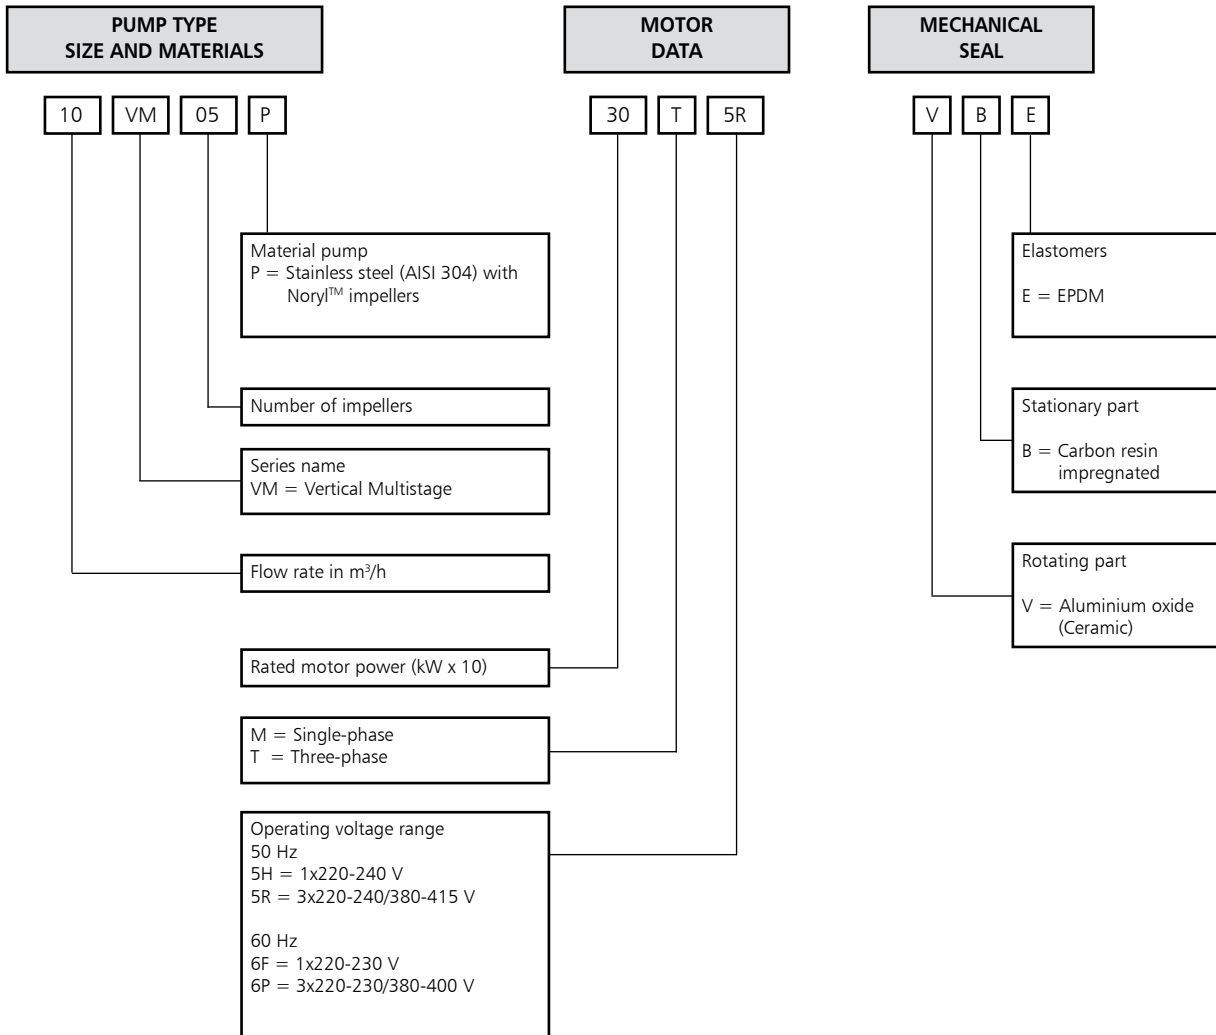 PUMP TYPE
SIZE AND MATERIALS
MOTOR
DATA
MECHANICAL
SEAL
10 VM 05 P 30 T 5R V B E
Material pump
P = Stainless steel (AISI 304) with
Noryl™ impellers
Elastomers
E = EPDM
Number of impellers
Stationary part
B = Carbon resin
impregnated
Series name
VM = Vertical Multistage
Flow rate in m³/h
Rotating part
V = Aluminium oxide
(Ceramic)
Rated motor power (kW x 10)
M = Single-phase
T = Three-phase
Operating voltage range
50 Hz
5H = 1x220-240 V
5R = 3x220-240/380-415 V
60 Hz
6F = 1x220-230 V
6P = 3x220-230/380-400 V